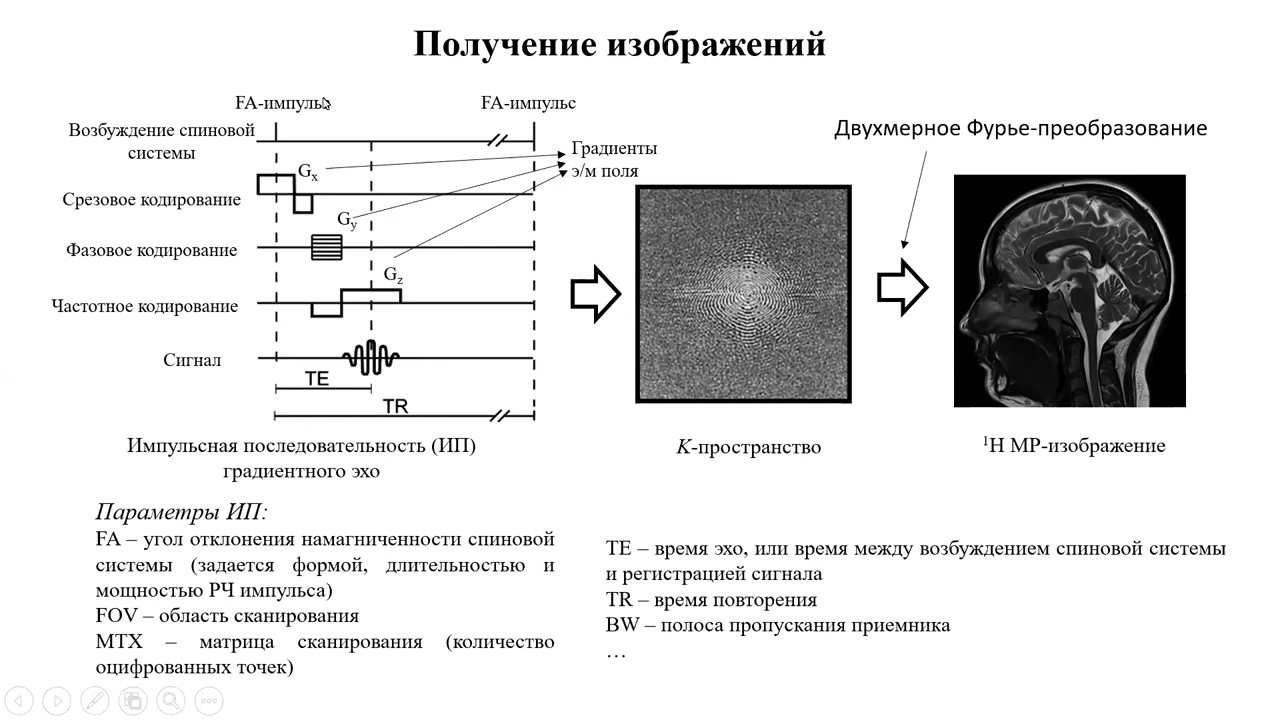 Получение изображений
FA-импульс
FA-импульс
Возбуждение спиновой
системы
Срезовое кодирование
Фазовое кодирование
Частотное кодирование
Сигнал
Gx
Gy
Gz
TE
TR
Градиенты
э/м поля
Двухмерное Фурье-преобразование
Импульсная последовательность (ИП)
градиентного эхо
K-пространство
¹H МР-изображение
Параметры ИП:
FA – угол отклонения намагниченности спиновой
системы (задается формой, длительностью и
мощностью РЧ импульса)
FOV – область сканирования
MTX – матрица сканирования (количество
оцифрованных точек)
TE – время эхо, или время между возбуждением спиновой системы
и регистрацией сигнала
TR – время повторения
BW – полоса пропускания приемника
…